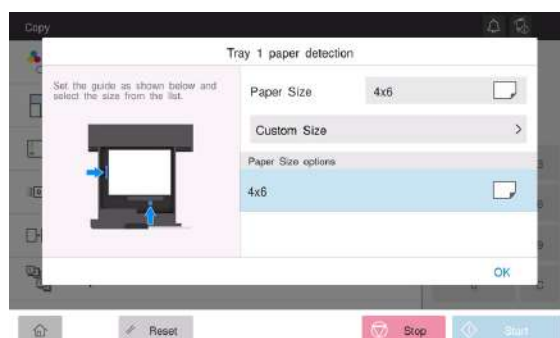 Copy
Tray 1 paper detection
Set the guide as shown below and
select the size from the list.
Paper Size 4x6
Custom Size
Paper Size options
4x6
OK
Reset
Stop
Start